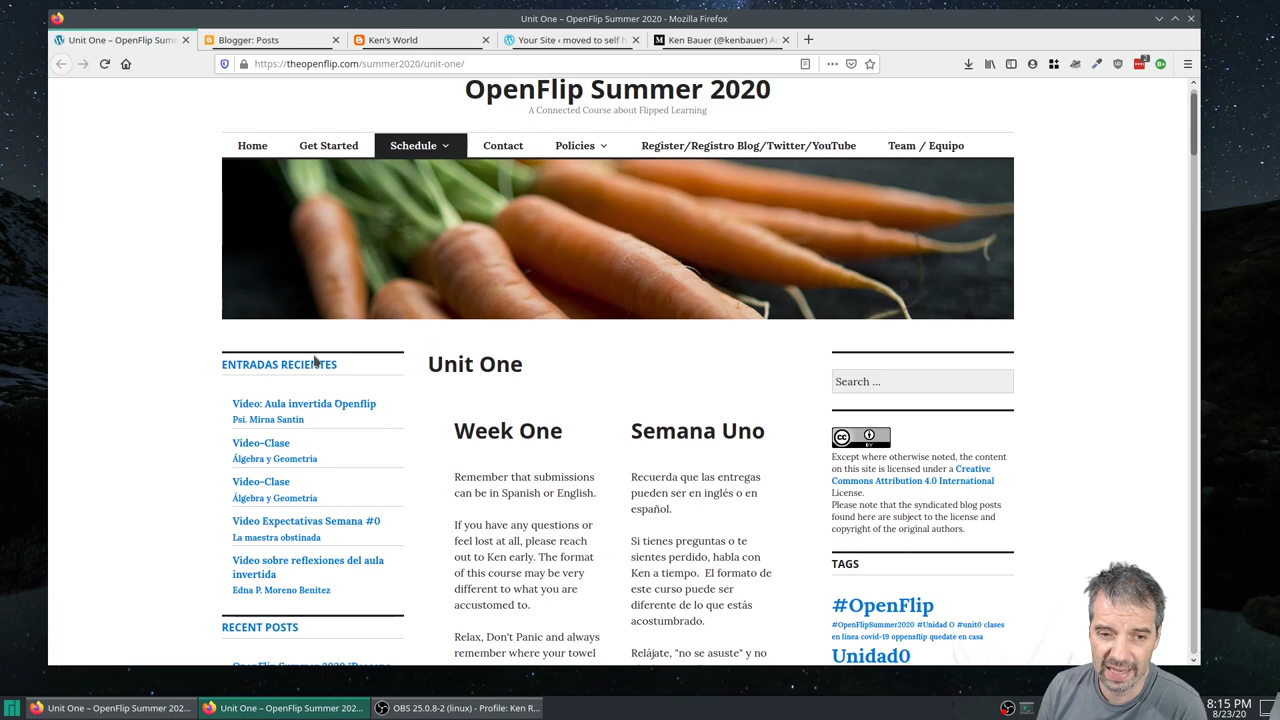 Unit One – OpenFlip Summer 2020 - Mozilla Firefox
Unit One – OpenFlip Sum
Blogger: Posts
Ken's World
Your Site ‹ moved to self h
Ken Bauer (@kenbauer) A
https://theopenflip.com/summer2020/unit-one/
OpenFlip Summer 2020
A Connected Course about Flipped Learning
Home
Get Started
Schedule
Contact
Policies
Register/Registro Blog/Twitter/YouTube
Team / Equipo
ENTRADAS RECIENTES
Video: Aula invertida Openflip
Psi. Mirna Santin
Vídeo-Clase
Álgebra y Geometría
Vídeo-Clase
Álgebra y Geometría
Video Expectativas Semana #0
La maestra obstinada
Video sobre reflexiones del aula
invertida
Edna P. Moreno Benítez
RECENT POSTS
Unit One
Week One
Remember that submissions
can be in Spanish or English.
If you have any questions or
feel lost at all, please reach
out to Ken early. The format
of this course may be very
different to what you are
accustomed to.
Relax, Don't Panic and always
remember where your towel
Semana Uno
Recuerda que las entregas
pueden ser en inglés o en
español.
Si tienes preguntas o te
sientes perdido, habla con
Ken a tiempo.  El formato de
este curso puede ser
diferente de lo que estás
acostumbrado.
Relájate, "no se asuste" y no
Search …
cc
BY
Except where otherwise noted, the content
on this site is licensed under a Creative
Commons Attribution 4.0 International
License.
Please note that the syndicated blog posts
found here are subject to the license and
copyright of the original authors.
TAGS
#OpenFlip
#OpenFlipSummer2020 #Unidad O #unit0 clases
en linea covid-19 oppensflip quedate en casa
Unidad0
Unit One – OpenFlip Summer 202...
Unit One – OpenFlip Summer 202...
OBS 25.0.8-2 (linux) - Profile: Ken R...
8:15 PM
8/23/20